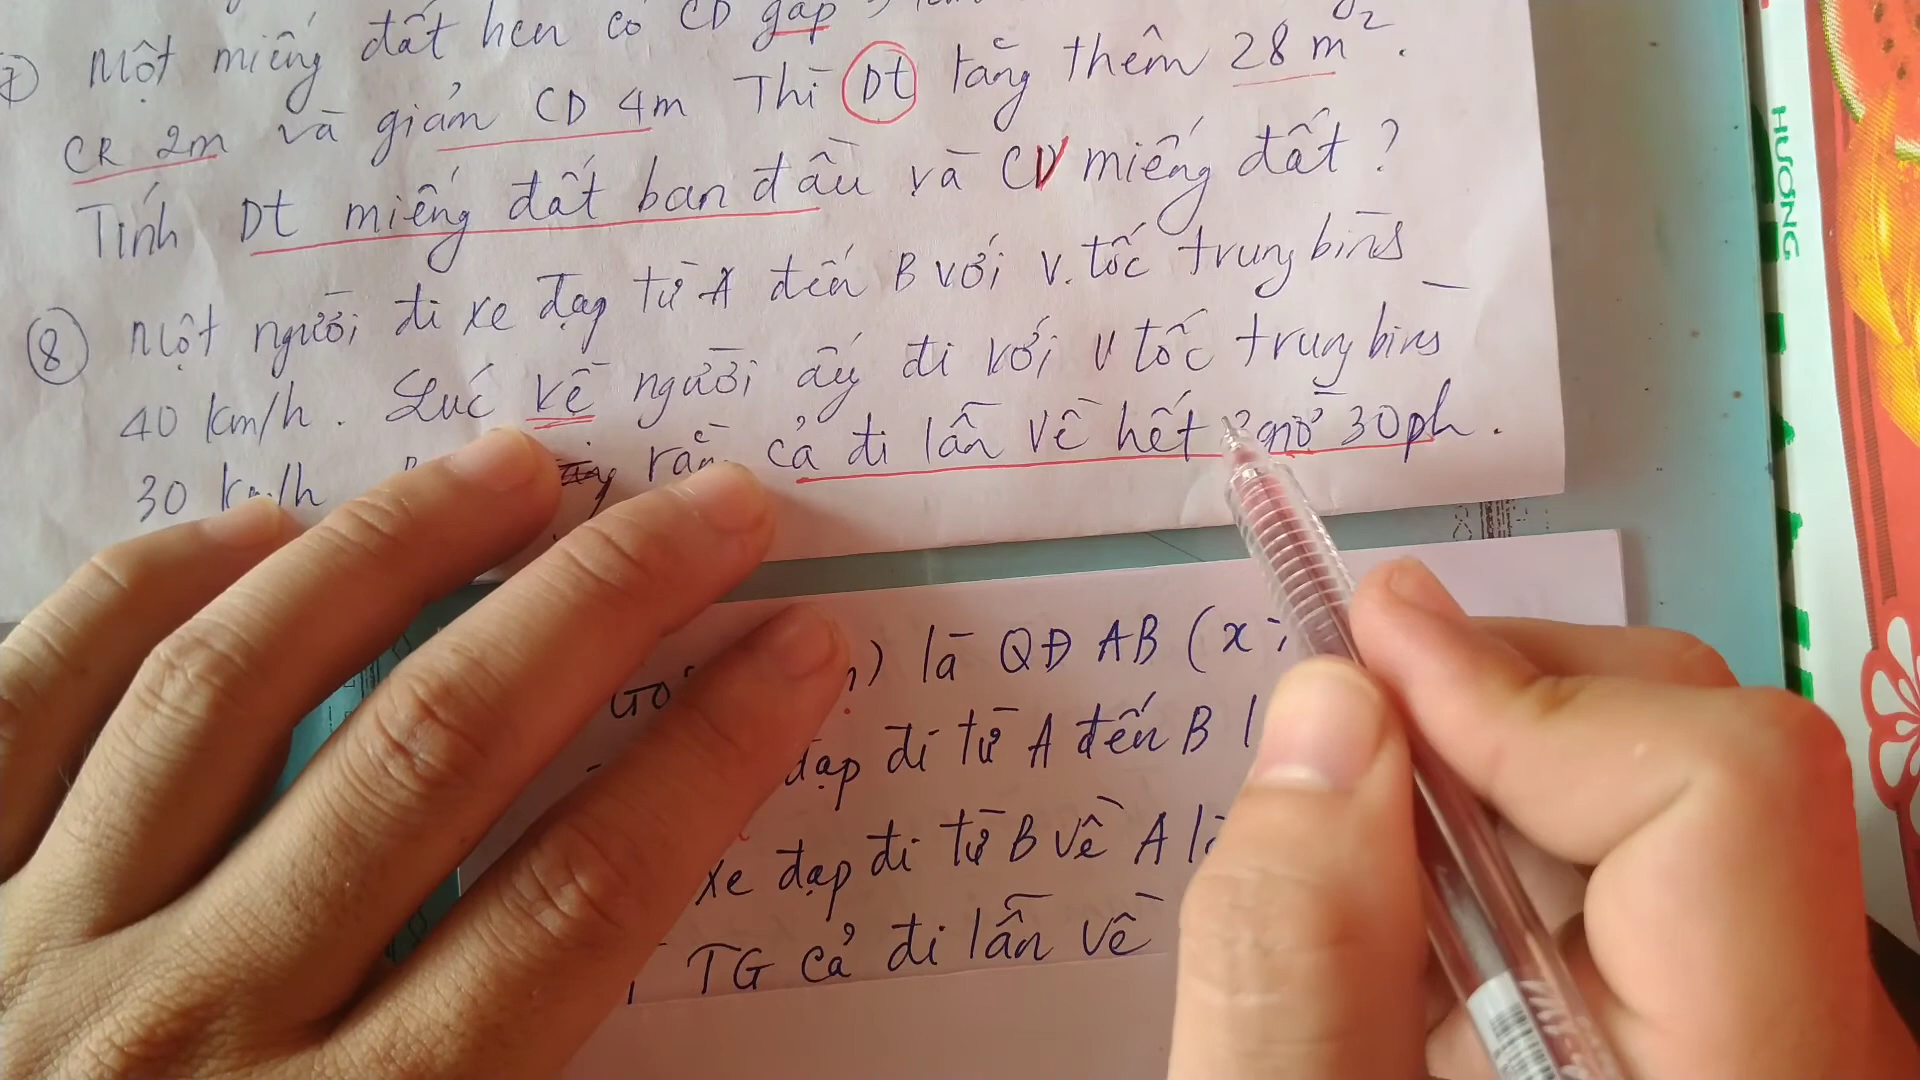 ⑦ Một miếng đất hcn có CD gấp
CR 2m và giảm CD 4m Thì Dt tăng thêm 28 m².
Tính Dt miếng đất ban đầu và CV miếng đất?
⑧ Một người đi xe đạp từ A đến B với v. tốc trung bình
40 km/h. Lúc về người ấy đi với v tốc trung bình
30 km/h rằng cả đi lẫn về hết giờ 30ph.
là QĐ AB (x;
đạp đi từ A đến B
xe đạp đi từ B về A
TG cả đi lẫn về
HƯƠNG